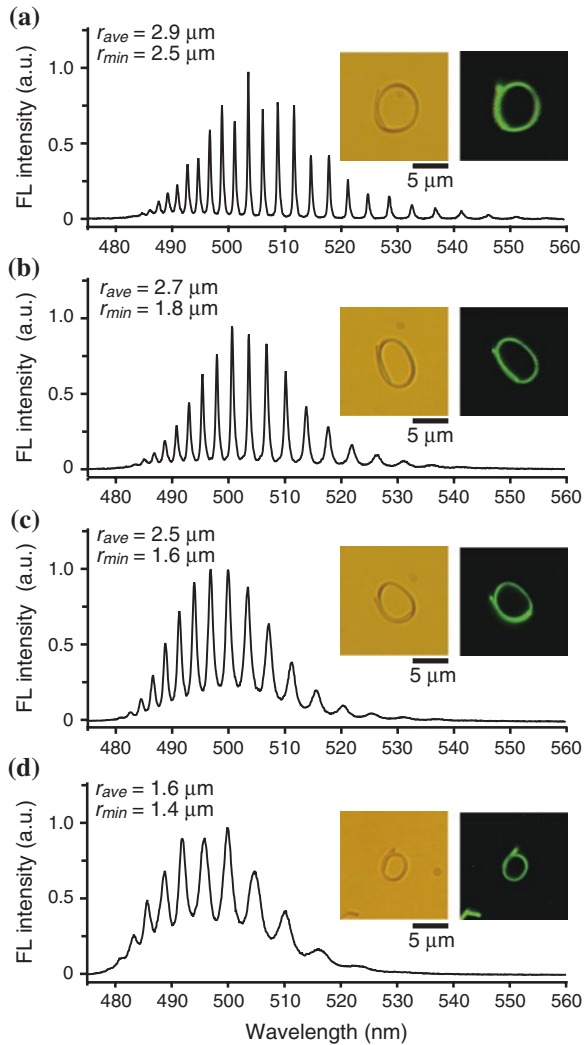 (a)
r_ave = 2.9 μm
r_min = 2.5 μm
FL intensity (a.u.)
1.0
0.5
0
5 μm
480 490 500 510 520 530 540 550 560
(b)
r_ave = 2.7 μm
r_min = 1.8 μm
FL intensity (a.u.)
1.0
0.5
0
5 μm
480 490 500 510 520 530 540 550 560
(c)
r_ave = 2.5 μm
r_min = 1.6 μm
FL intensity (a.u.)
1.0
0.5
0
5 μm
480 490 500 510 520 530 540 550 560
(d)
r_ave = 1.6 μm
r_min = 1.4 μm
FL intensity (a.u.)
1.0
0.5
0
5 μm
480 490 500 510 520 530 540 550 560
Wavelength (nm)